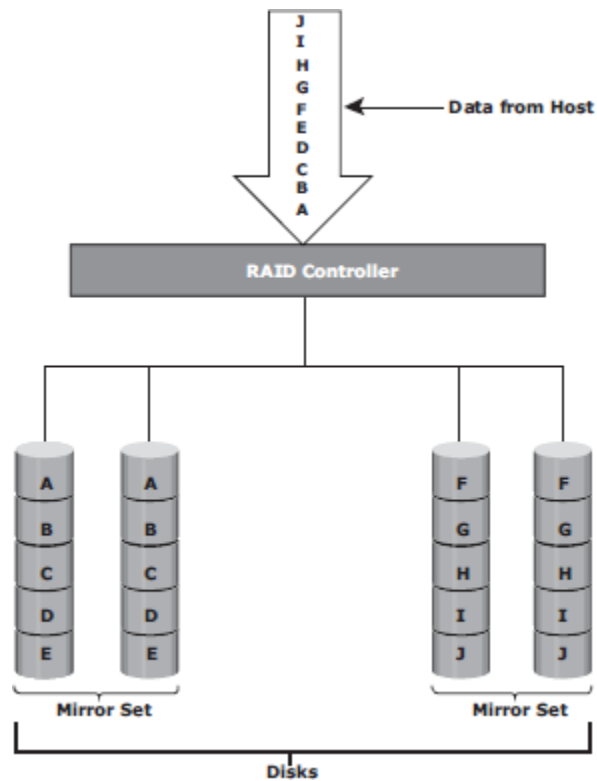 J
I
H
G
F
Data from Host
E
D
C
B
A
RAID Controller
A A F F
B B G G
C C H H
D D I I
E E J J
Mirror Set Mirror Set
Disks